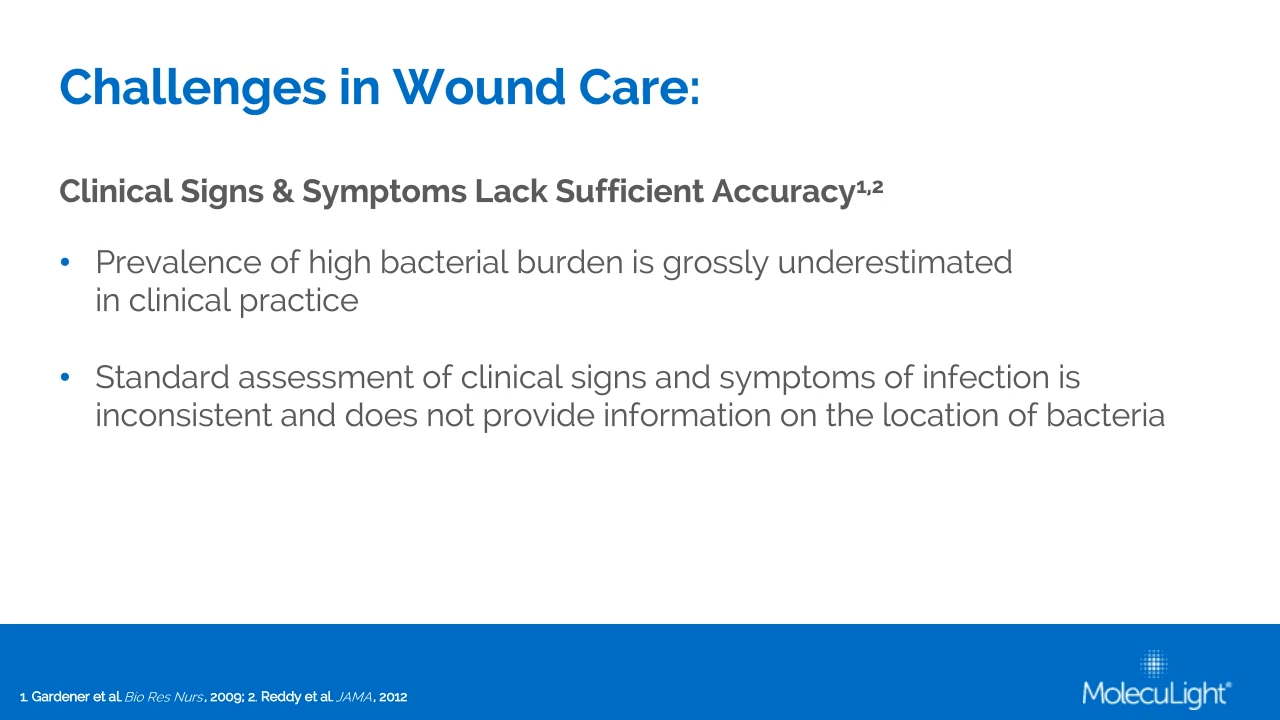 Challenges in Wound Care:
Clinical Signs & Symptoms Lack Sufficient Accuracy¹,²
• Prevalence of high bacterial burden is grossly underestimated
in clinical practice
• Standard assessment of clinical signs and symptoms of infection is
inconsistent and does not provide information on the location of bacteria
1. Gardener et al. Bio Res Nurs, 2009; 2. Reddy et al. JAMA, 2012
MolecuLight®